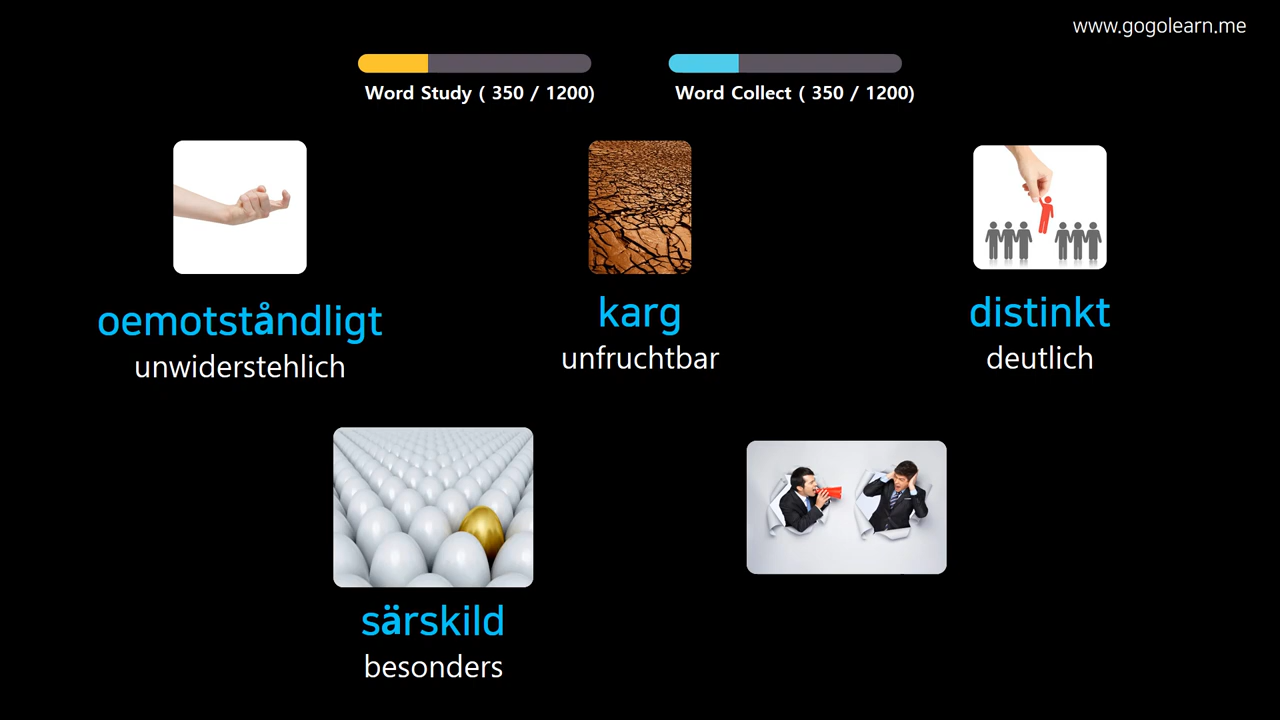 www.gogolearn.me
Word Study ( 350 / 1200)
Word Collect ( 350 / 1200)
oemotståndligt
unwiderstehlich
karg
unfruchtbar
distinkt
deutlich
särskild
besonders